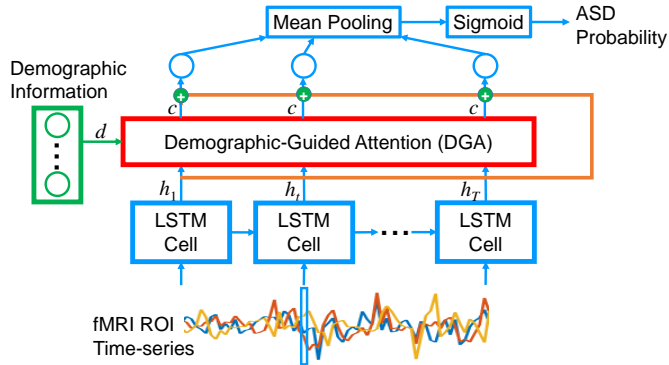 Mean Pooling
Sigmoid
ASD
Probability
Demographic
Information
d
+
+
+
c
c
c
Demographic-Guided Attention (DGA)
h1
ht
hT
LSTM
Cell
LSTM
Cell
...
LSTM
Cell
fMRI ROI
Time-series